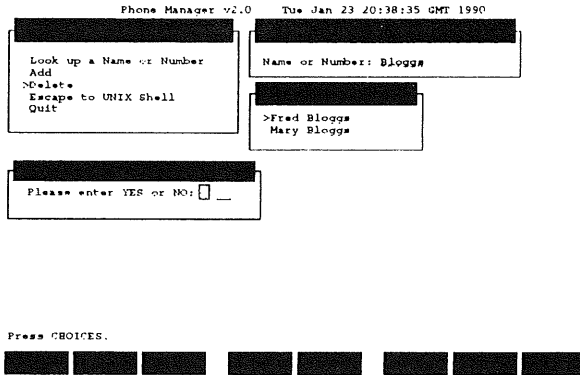 Phone Manager v2.0 Tue Jan 23 20:38:35 GMT 1990
Look up a Name or Number
Add
>Delete
Escape to UNIX Shell
Quit
Name or Number: Bloggs
>Fred Bloggs
Mary Bloggs
Please enter YES or NO:
Press CHOICES.